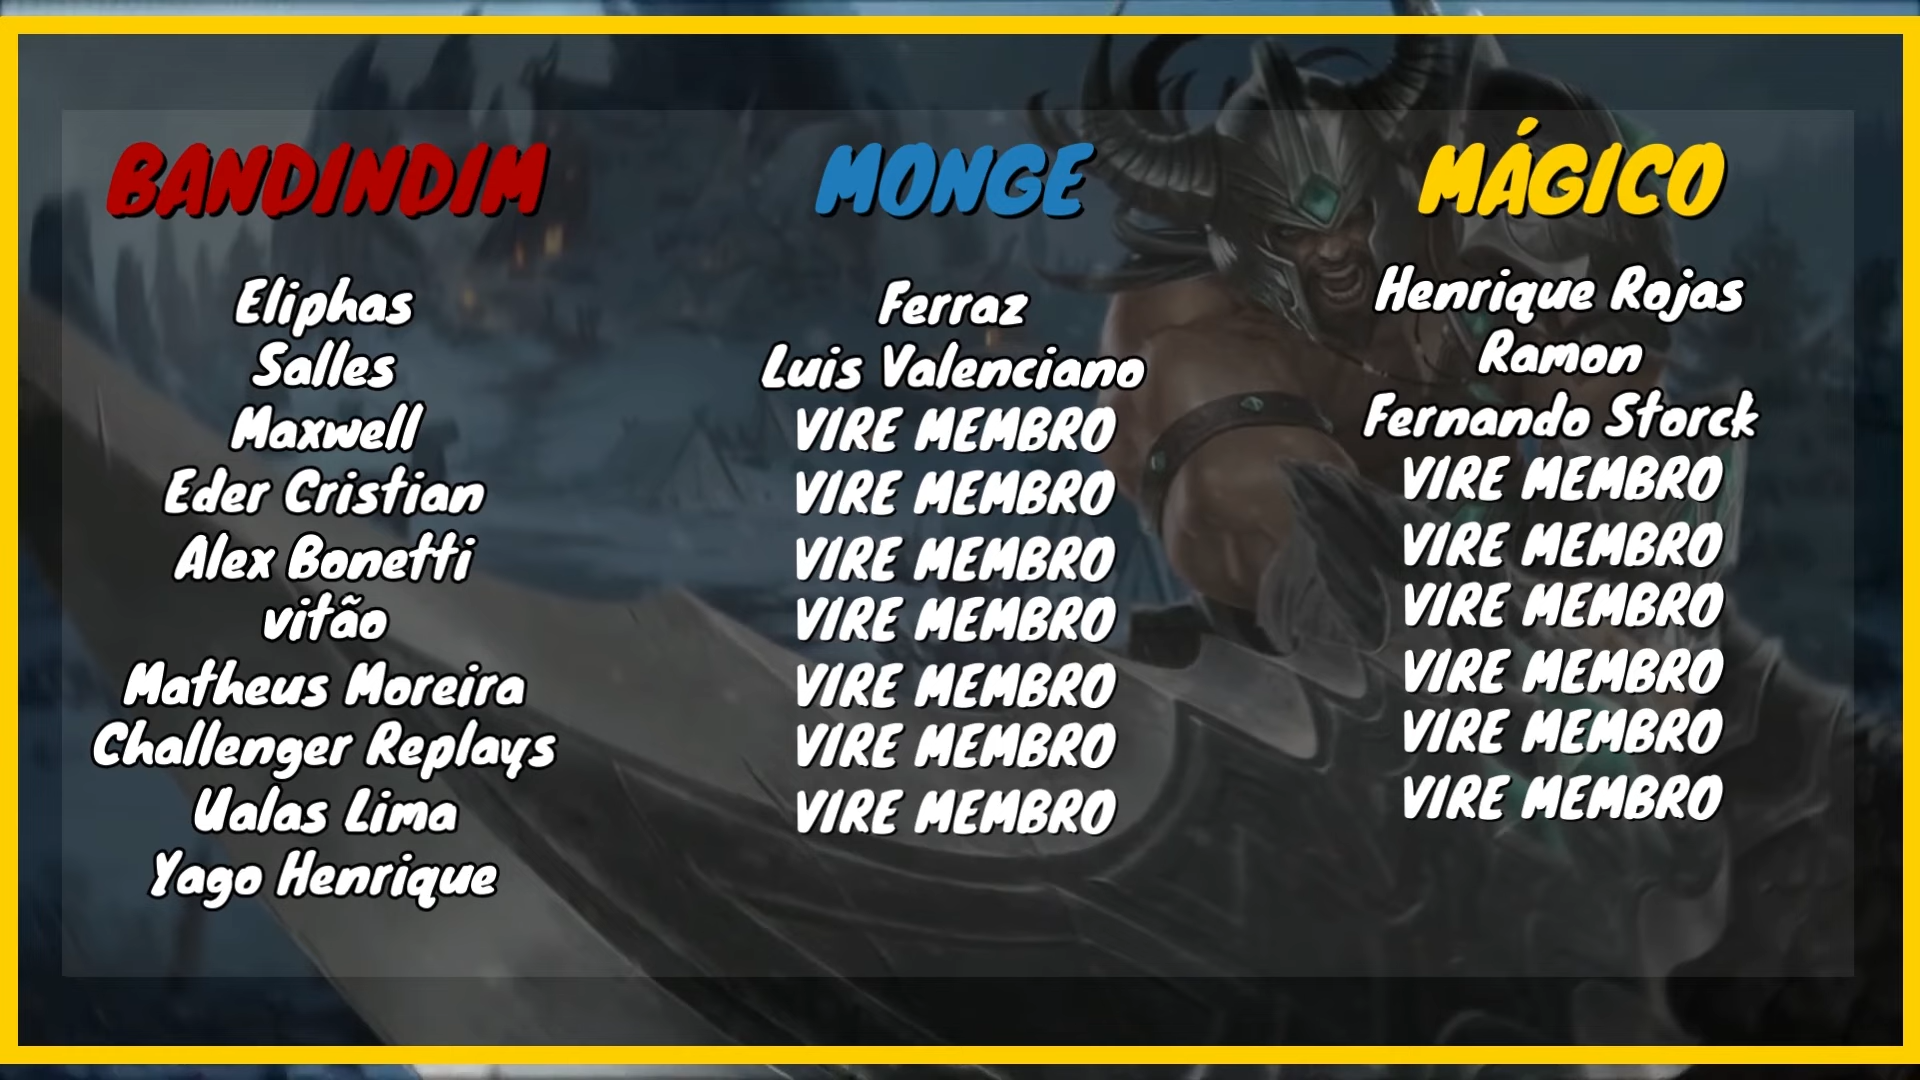 BANDINDIM
Eliphas
Salles
Maxwell
Eder Cristian
Alex Bonetti
vitão
Matheus Moreira
Challenger Replays
Ualas Lima
Yago Henrique
MONGE
Ferraz
Luis Valenciano
VIRE MEMBRO
VIRE MEMBRO
VIRE MEMBRO
VIRE MEMBRO
VIRE MEMBRO
VIRE MEMBRO
VIRE MEMBRO
MÁGICO
Henrique Rojas
Ramon
Fernando Storck
VIRE MEMBRO
VIRE MEMBRO
VIRE MEMBRO
VIRE MEMBRO
VIRE MEMBRO
VIRE MEMBRO